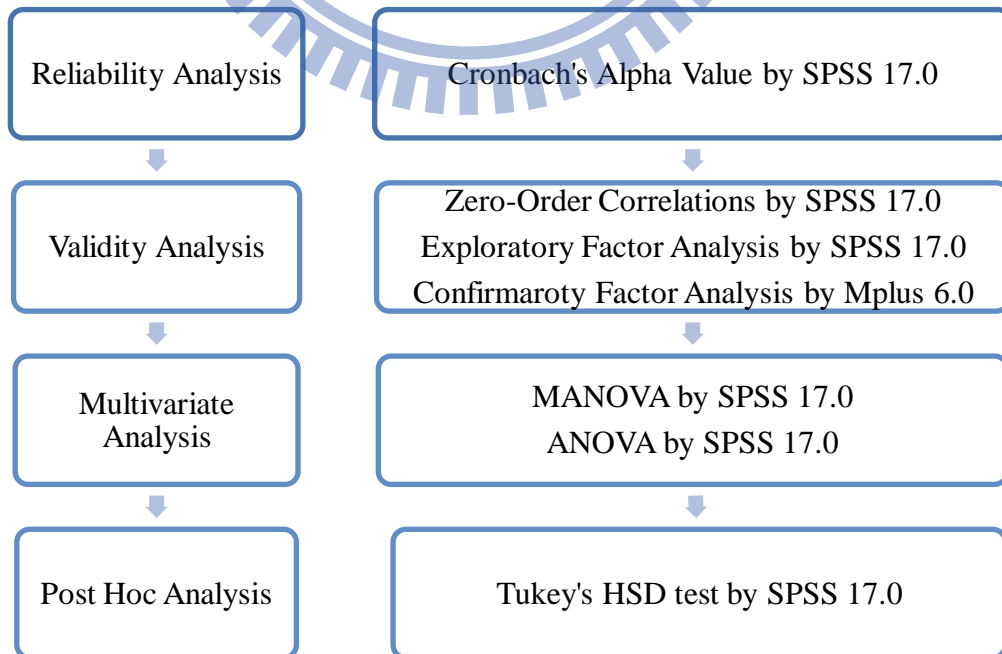 Reliability Analysis
Cronbach's Alpha Value by SPSS 17.0
Validity Analysis
Zero-Order Correlations by SPSS 17.0
Exploratory Factor Analysis by SPSS 17.0
Confirmaroty Factor Analysis by Mplus 6.0
Multivariate
Analysis
MANOVA by SPSS 17.0
ANOVA by SPSS 17.0
Post Hoc Analysis
Tukey's HSD test by SPSS 17.0